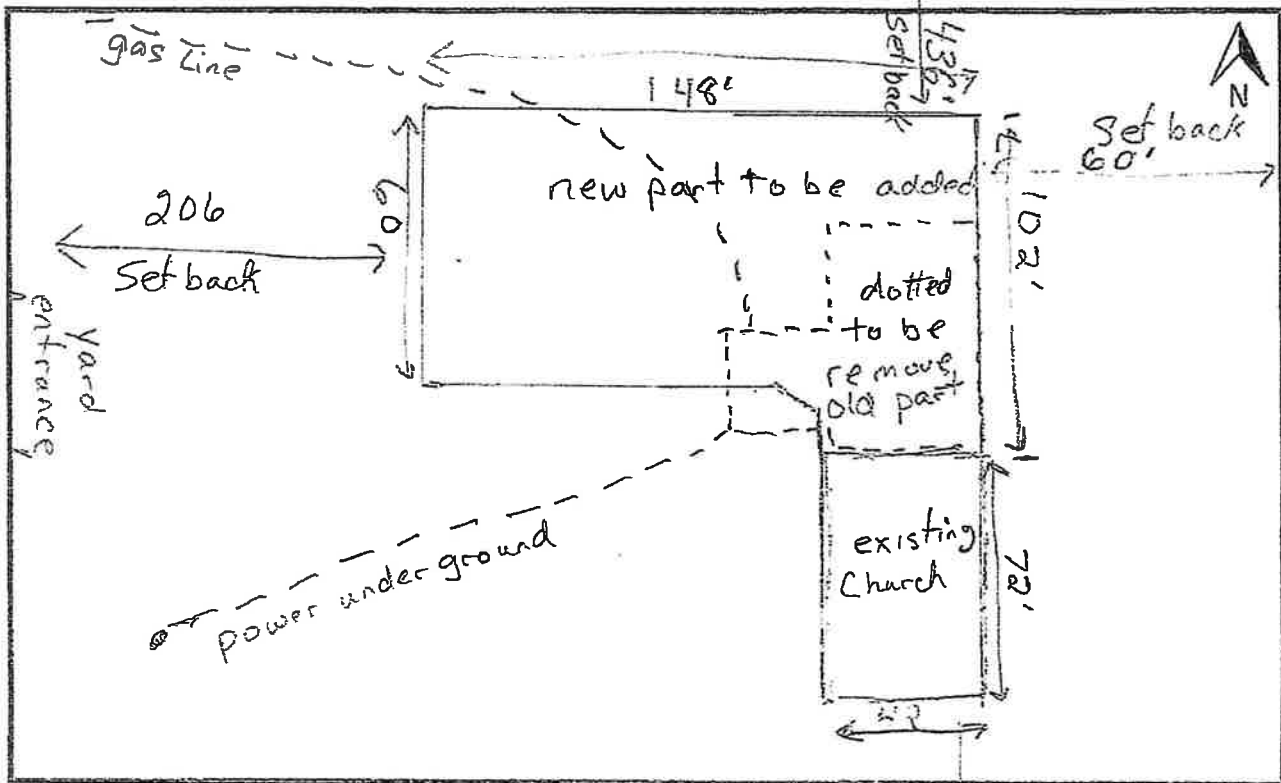 gas Line
436'
Set back
N
148'
Set back
60'
new part to be added
206
Set back
60
102'
dotted
to be
remove
old part
yard
entrance
existing
Church
72'
power under ground